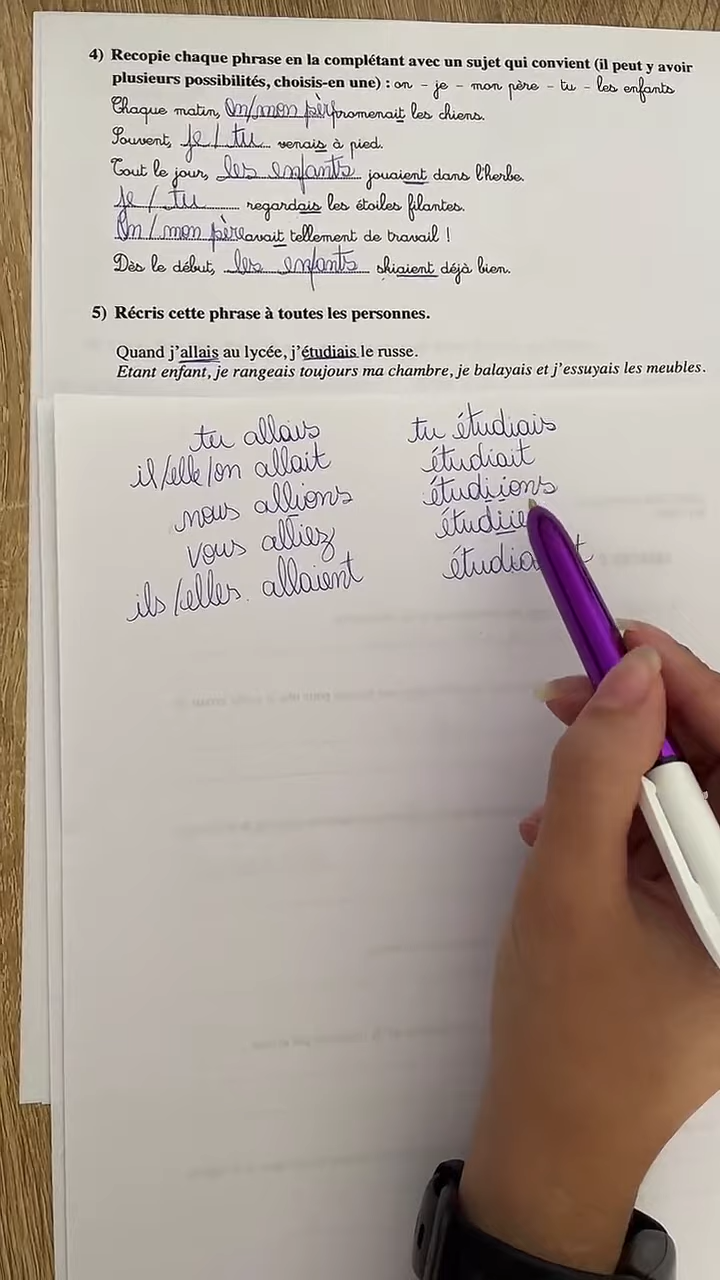 4) Recopie chaque phrase en la complétant avec un sujet qui convient (il peut y avoir
plusieurs possibilités, choisis-en une) : on - je - mon père - tu - les enfants
Chaque matin, On/mon père promenait les chiens.
Souvent, je / tu venais à pied.
Tout le jour, les enfants jouaient dans l'herbe.
je / tu regardais les étoiles filantes.
On / mon père avait tellement de travail !
Dès le début, les enfants skiaient déjà bien.
5) Récris cette phrase à toutes les personnes.
Quand j'allais au lycée, j'étudiais le russe.
Etant enfant, je rangeais toujours ma chambre, je balayais et j'essuyais les meubles.
tu allais tu étudiais
il/elle/on allait étudiait
nous allions étudiions
vous alliez
ils/elles. allaient